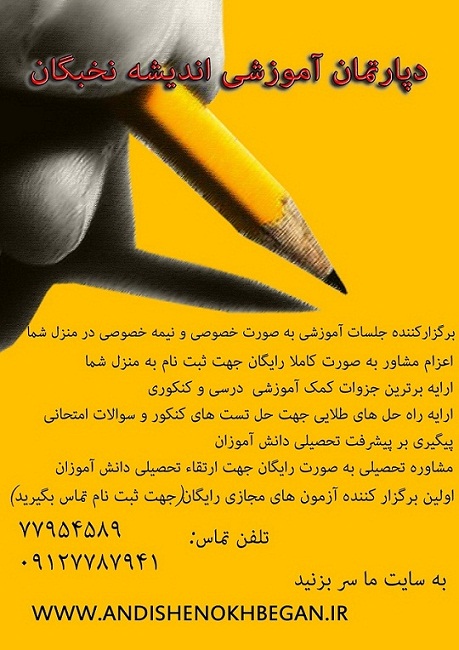 دپارتمان آموزشی اندیشه نخبگان
برگزارکننده جلسات آموزشی به صورت خصوصی و نیمه خصوصی در منزل شما
اعزام مشاور به صورت کاملا رایگان جهت ثبت نام به منزل شما
ارایه برترین جزوات کمک آموزشی درسی و کنکوری
ارایه راه حل های طلایی جهت حل تست های کنکور و سوالات امتحانی
پیگیری بر پیشرفت تحصیلی دانش آموزان
مشاوره تحصیلی به صورت رایگان جهت ارتقاء تحصیلی دانش آموزان
اولین برگزار کننده آزمون های مجازی رایگان(جهت ثبت نام تماس بگیرید)
تلفن تماس: ۷۷۹۵۴۵۸۹
۰۹۱۲۷۷۸۷۹۴۱
به سایت ما سر بزنید
WWW.ANDISHENOKHBEGAN.IR